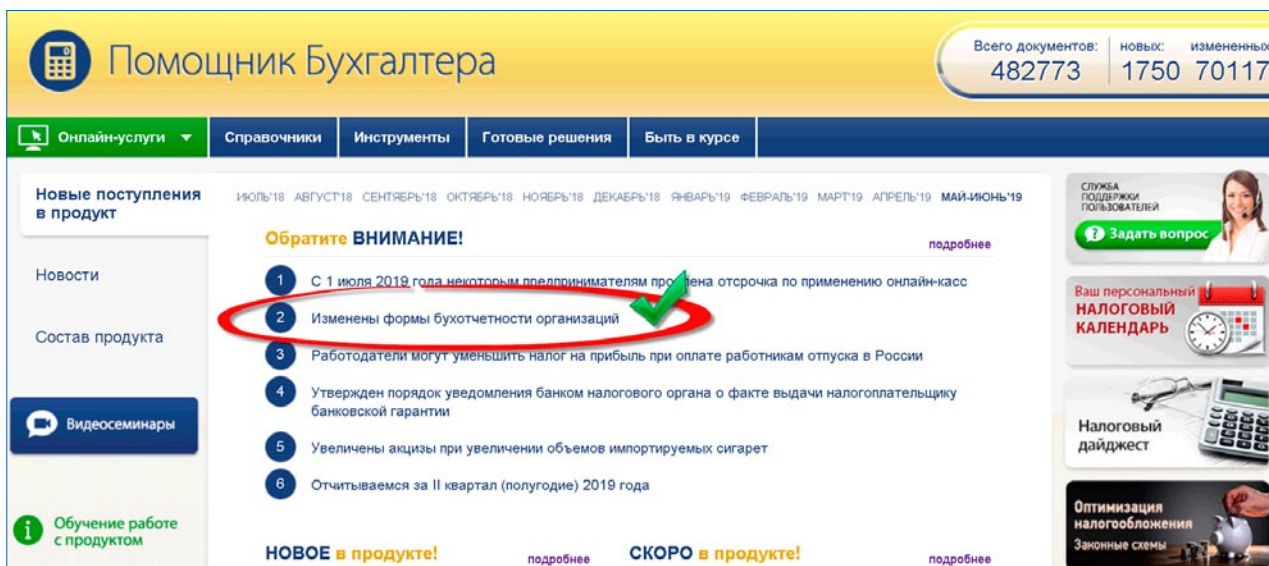 Помощник Бухгалтера
Всего документов: новых: измененных
482773 1750 70117
Онлайн-услуги Справочники Инструменты Готовые решения Быть в курсе
Новые поступления
в продукт
Новости
Состав продукта
Видеосеминары
Обучение работе
с продуктом
ИЮЛЬ'18 АВГУСТ'18 СЕНТЯБРЬ'18 ОКТЯБРЬ'18 НОЯБРЬ'18 ДЕКАБРЬ'18 ЯНВАРЬ'19 ФЕВРАЛЬ'19 МАРТ'19 АПРЕЛЬ'19 МАЙ-ИЮНЬ'19
Обратите ВНИМАНИЕ! подробнее
1 С 1 июля 2019 года некоторым предпринимателям отсрочка по применению онлайн-касс
2 Изменены формы бухотчетности организаций
3 Работодатели могут уменьшить налог на прибыль при оплате работникам отпуска в России
4 Утвержден порядок уведомления банком налогового органа о факте выдачи налогоплательщику
банковской гарантии
5 Увеличены акцизы при увеличении объемов импортируемых сигарет
6 Отчитываемся за II квартал (полугодие) 2019 года
НОВОЕ в продукте! подробнее СКОРО в продукте! подробнее
СЛУЖБА
ПОДДЕРЖКИ
ПОЛЬЗОВАТЕЛЕЙ
? Задать вопрос
Ваш персональный
НАЛОГОВЫЙ
КАЛЕНДАРЬ
Налоговый
дайджест
Оптимизация
налогообложения
Законные схемы